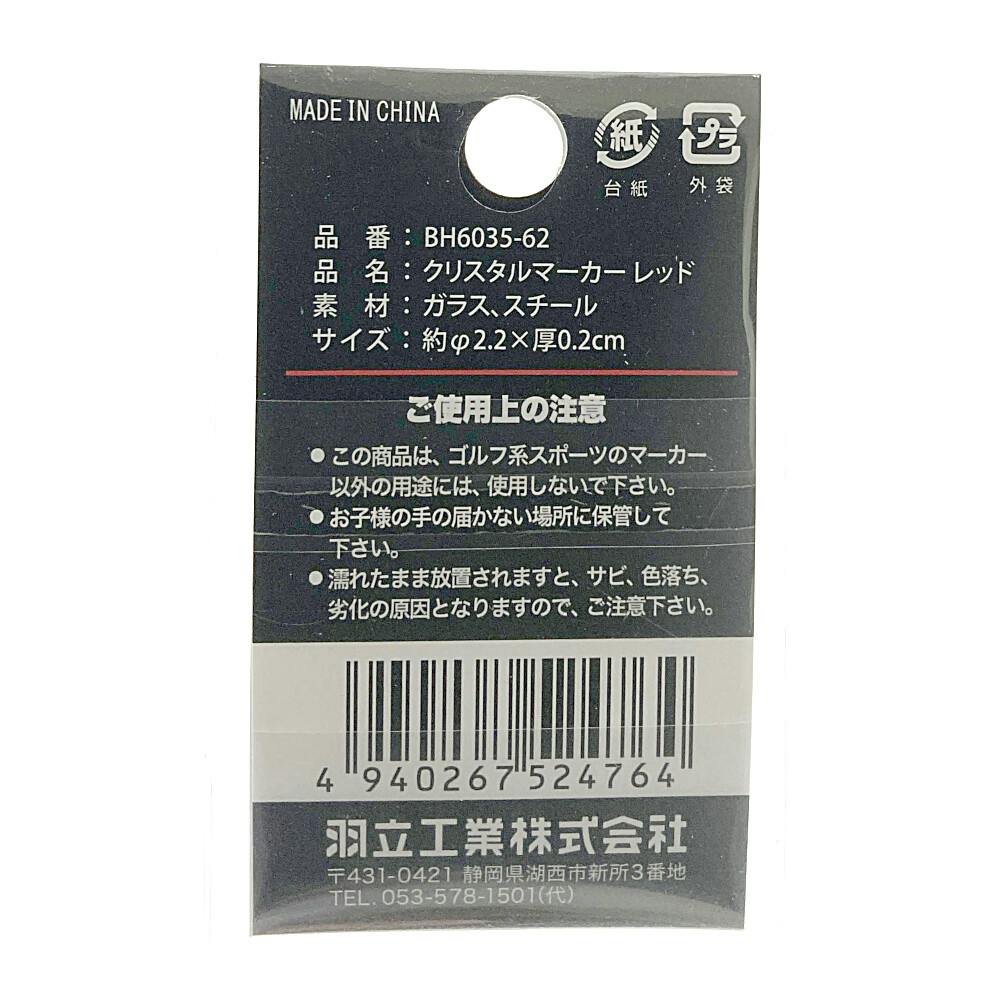 MADE IN CHINA
紙
プラ
台紙
外袋
品番：BH6035-62
品名：クリスタルマーカー レッド
素材：ガラス、スチール
サイズ：約φ2.2×厚0.2cm
ご使用上の注意
●この商品は、ゴルフ系スポーツのマーカー
以外の用途には、使用しないで下さい。
●お子様の手の届かない場所に保管して
下さい。
●濡れたまま放置されますと、サビ、色落ち、
劣化の原因となりますので、ご注意下さい。
4 940267 524764
羽立工業株式会社
〒431-0421 静岡県湖西市新所3番地
TEL. 053-578-1501(代)